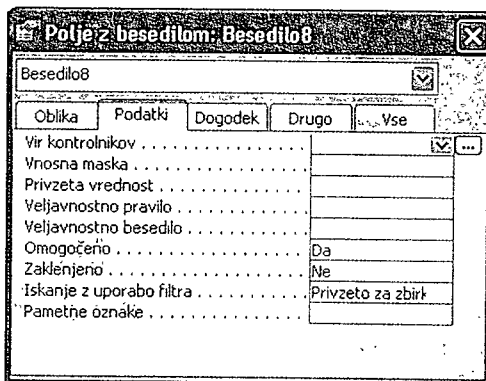 Polje z besedilom: Besedilo8
Besedilo8
Oblika Podatki Dogodek Drugo Vse
Vir kontrolnikov . . . . . . . . . . . . . . . ...
Vnosna maska . . . . . . . . . . . . . . . .
Privzeta vrednost . . . . . . . . . . . . . .
Veljavnostno pravilo . . . . . . . . . . . .
Veljavnostno besedilo . . . . . . . . . . .
Omogočeno . . . . . . . . . . . . . . . . . Da
Zaklenjeno . . . . . . . . . . . . . . . . . . Ne
Iskanje z uporabo filtra . . . . . . . . . Privzeto za zbirk
Pametne oznake . . . . . . . . . . . . . .